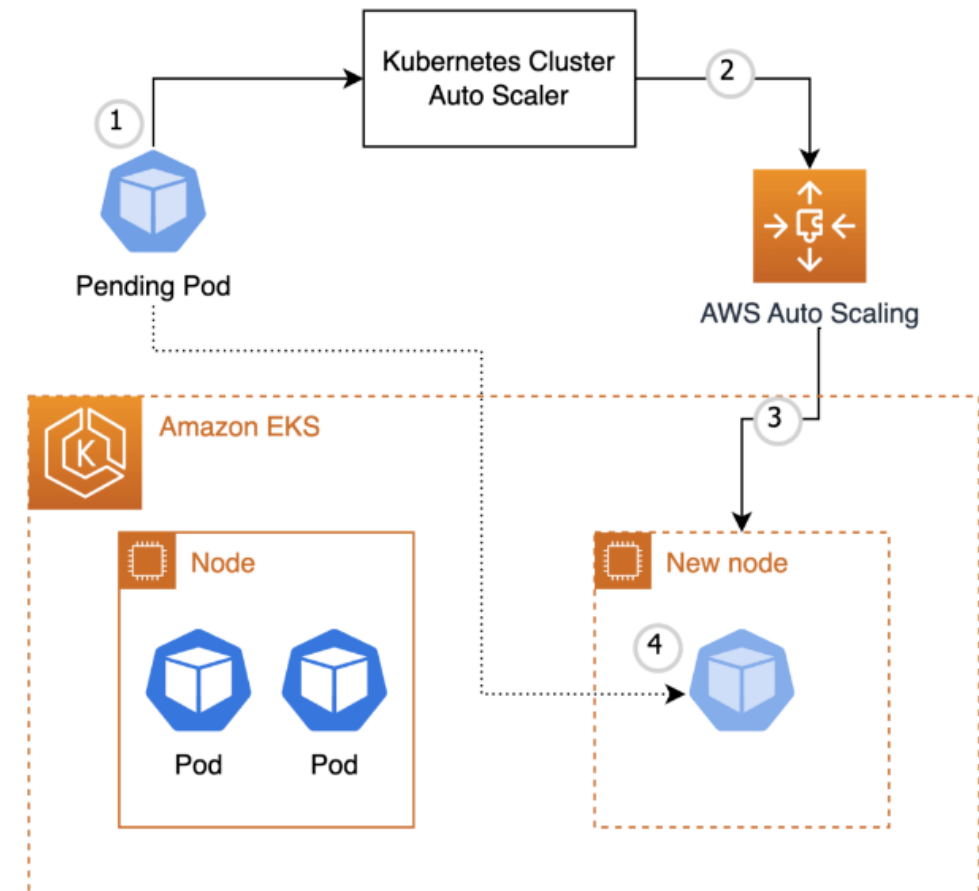 Kubernetes Cluster
Auto Scaler
1
2
Pending Pod
AWS Auto Scaling
3
Amazon EKS
K
Node
New node
4
Pod
Pod